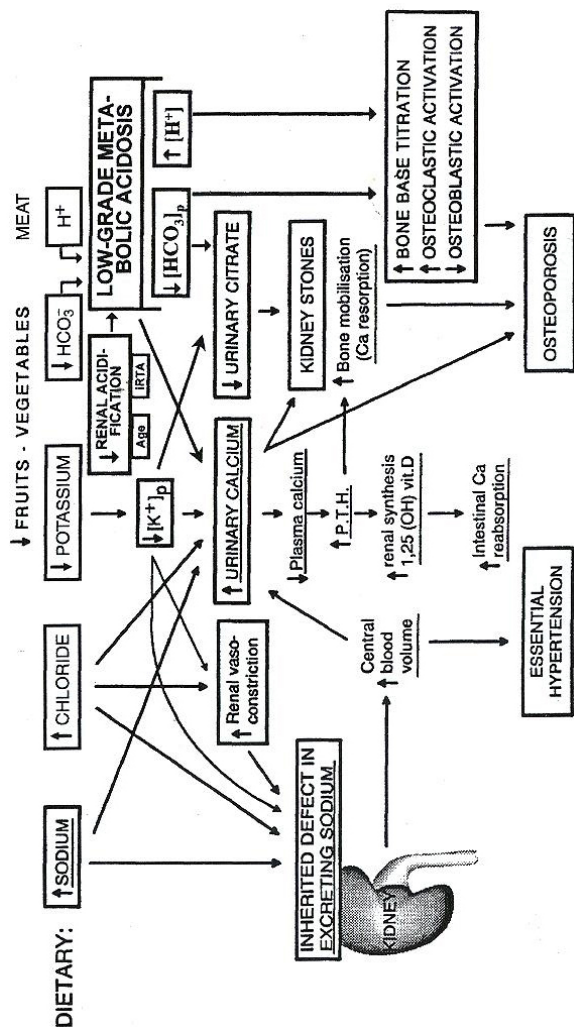 DIETARY:
↓ FRUITS - VEGETABLES
MEAT
↑ SODIUM
↑ CHLORIDE
↓ POTASSIUM
↓ HCO₃⁻
H⁺
↓ RENAL ACIDI-
FICATION
Age
iRTA
LOW-GRADE META-
BOLIC ACIDOSIS
↓ [K⁺]p
↓ [HCO₃]p
↑ [H⁺]
↑ Renal vaso-
constriction
↑ URINARY CALCIUM
↓ URINARY CITRATE
INHERITED DEFECT IN
EXCRETING SODIUM
KIDNEY
↓ Plasma calcium
KIDNEY STONES
↑ P.T.H.
↑ Bone mobilisation
(Ca resorption)
↑ Central
blood
volume
↑ renal synthesis
1,25 (OH) vit.D
↑ BONE BASE TITRATION
↑ OSTEOCLASTIC ACTIVATION
↓ OSTEOBLASTIC ACTIVATION
↑ Intestinal Ca
reabsorption
ESSENTIAL
HYPERTENSION
OSTEOPOROSIS